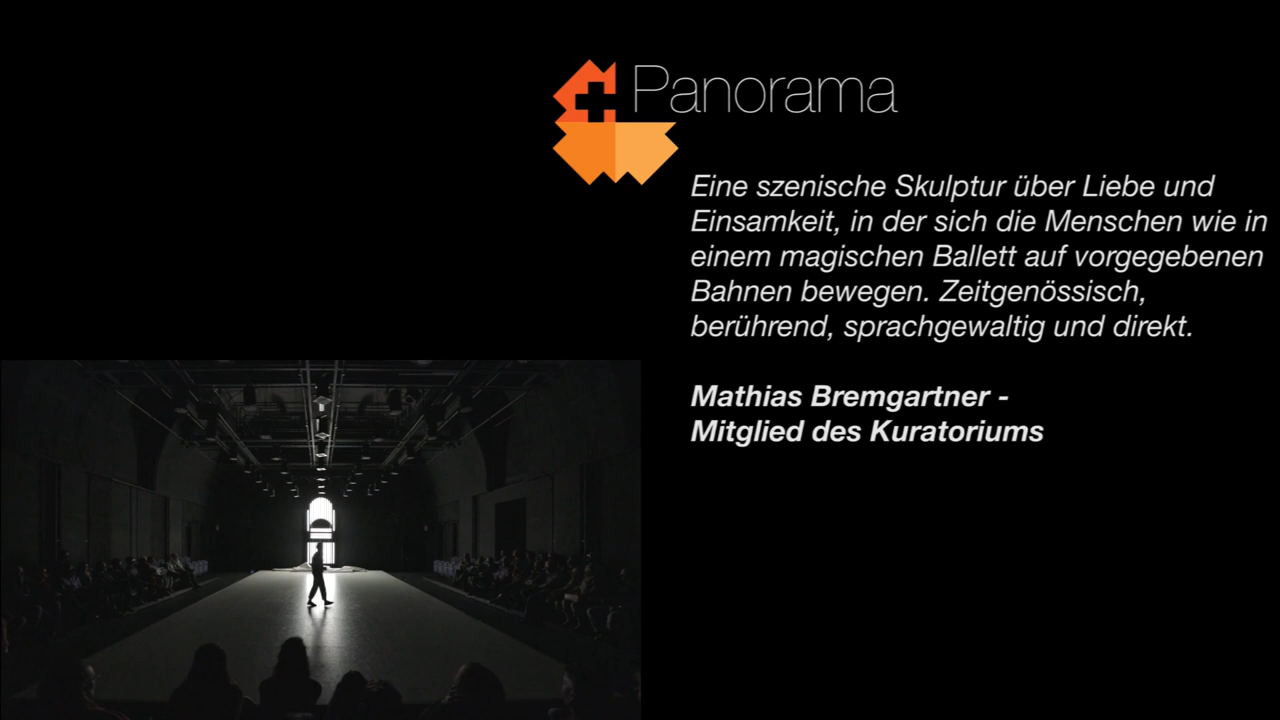 Panorama
Eine szenische Skulptur über Liebe und
Einsamkeit, in der sich die Menschen wie in
einem magischen Ballett auf vorgegebenen
Bahnen bewegen. Zeitgenössisch,
berührend, sprachgewaltig und direkt.
Mathias Bremgartner -
Mitglied des Kuratoriums